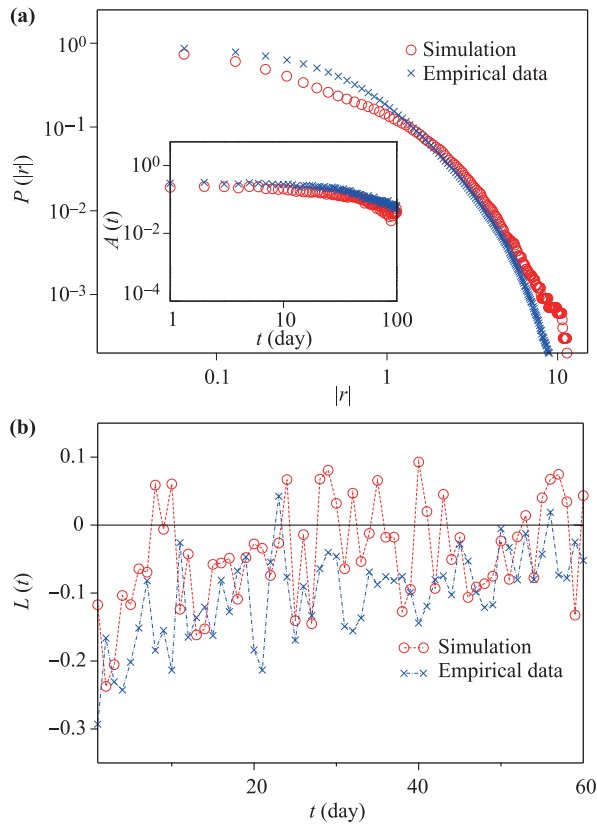 (a)
10^0
10^−1
10^−2
10^−3
P (|r|)
Simulation
Empirical data
10^0
10^−2
10^−4
A (t)
1
10
100
t (day)
0.1
1
10
|r|
(b)
0.1
0
−0.1
−0.2
−0.3
L (t)
Simulation
Empirical data
20
40
60
t (day)